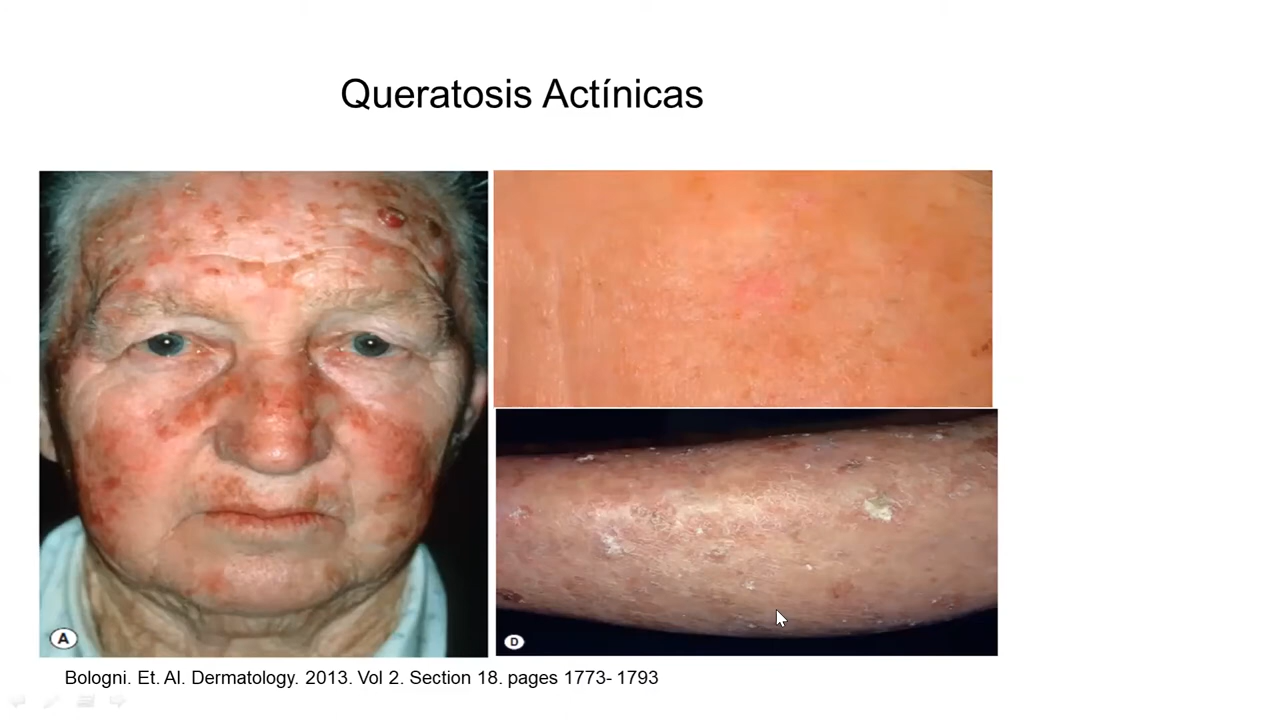 Queratosis Actínicas
A
D
Bologni. Et. Al. Dermatology. 2013. Vol 2. Section 18. pages 1773- 1793